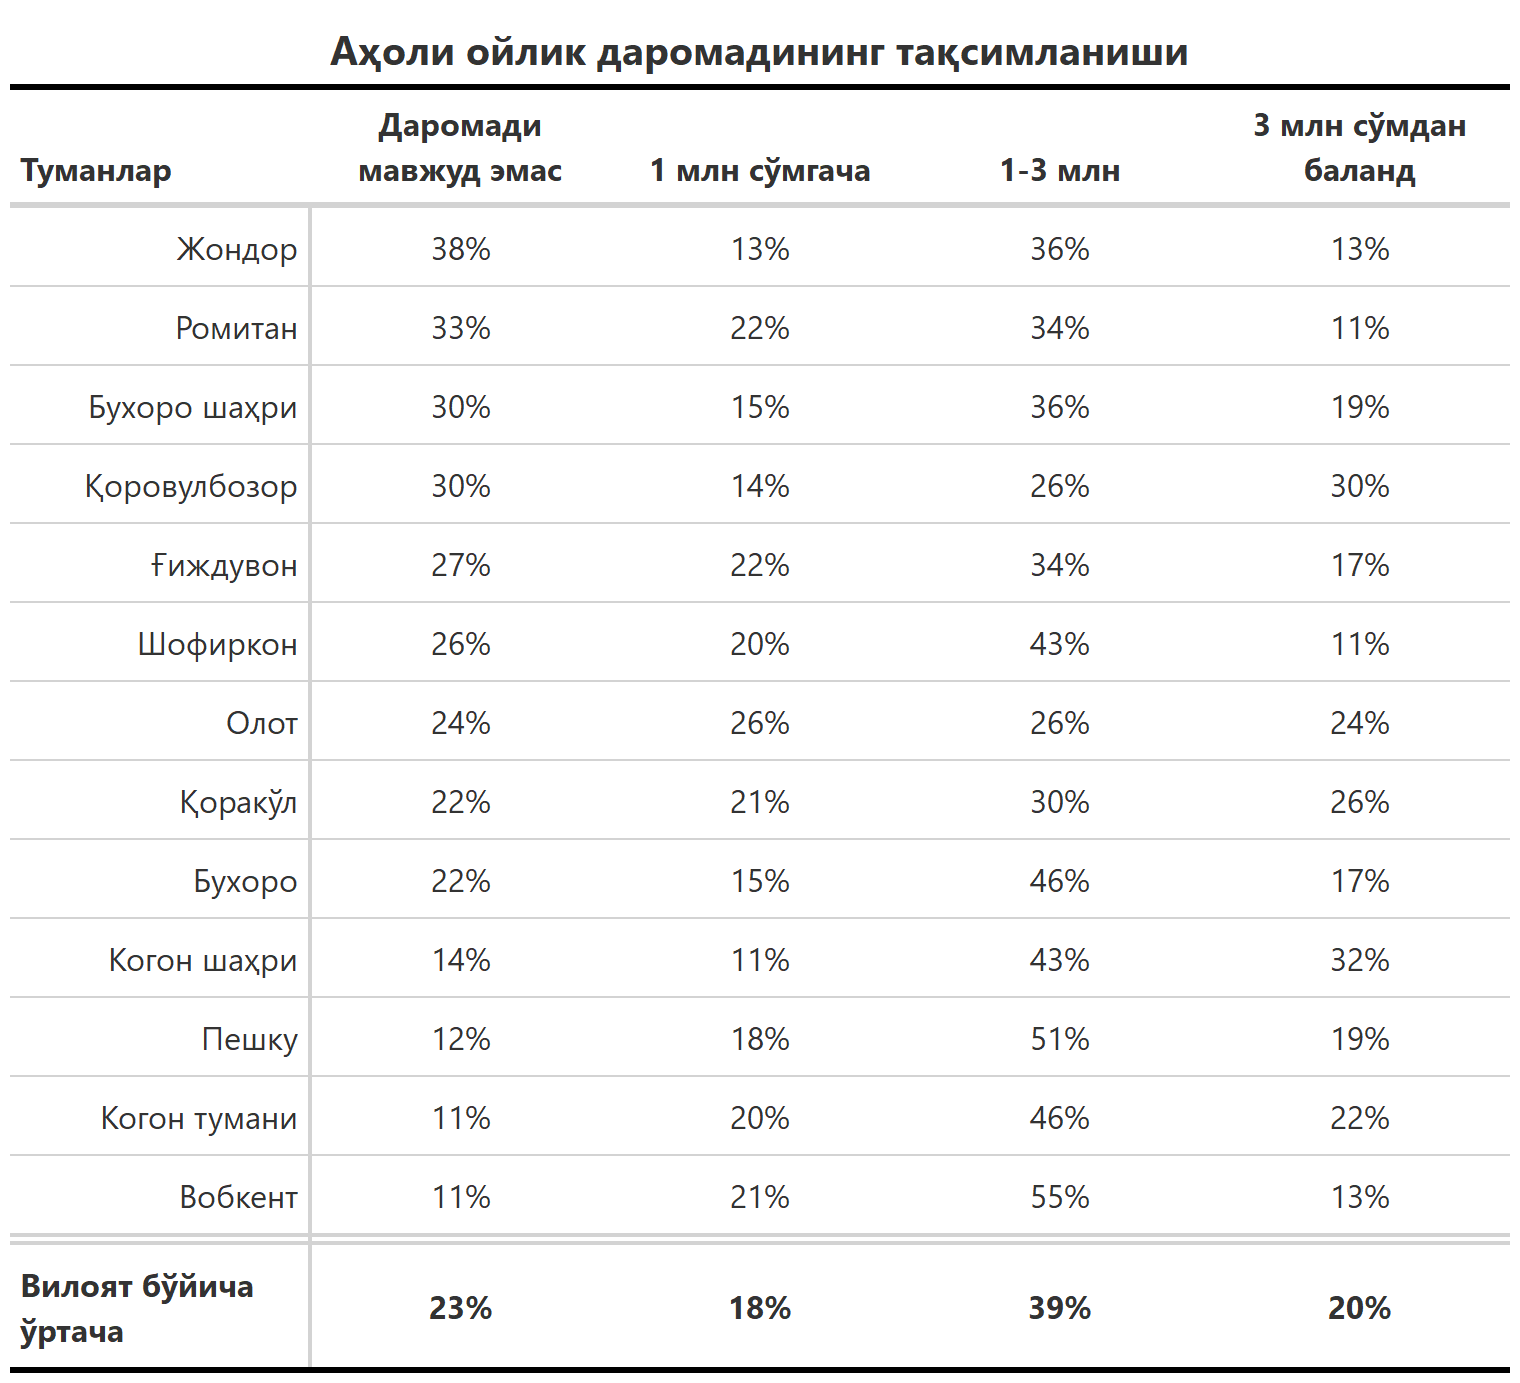 Аҳоли ойлик даромадининг тақсимланиши
Туманлар Даромади мавжуд эмас 1 млн сўмгача 1-3 млн 3 млн сўмдан баланд
Жондор 38% 13% 36% 13%
Ромитан 33% 22% 34% 11%
Бухоро шаҳри 30% 15% 36% 19%
Қоровулбозор 30% 14% 26% 30%
Ғиждувон 27% 22% 34% 17%
Шофиркон 26% 20% 43% 11%
Олот 24% 26% 26% 24%
Қоракўл 22% 21% 30% 26%
Бухоро 22% 15% 46% 17%
Когон шаҳри 14% 11% 43% 32%
Пешку 12% 18% 51% 19%
Когон тумани 11% 20% 46% 22%
Вобкент 11% 21% 55% 13%
Вилоят бўйича ўртача 23% 18% 39% 20%